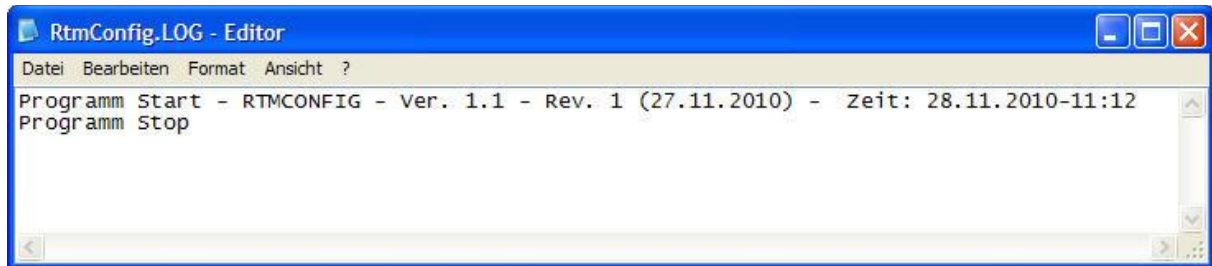 RtmConfig.LOG - Editor
Datei Bearbeiten Format Ansicht ?
Programm Start - RTMCONFIG - Ver. 1.1 - Rev. 1 (27.11.2010) - Zeit: 28.11.2010-11:12
Programm Stop